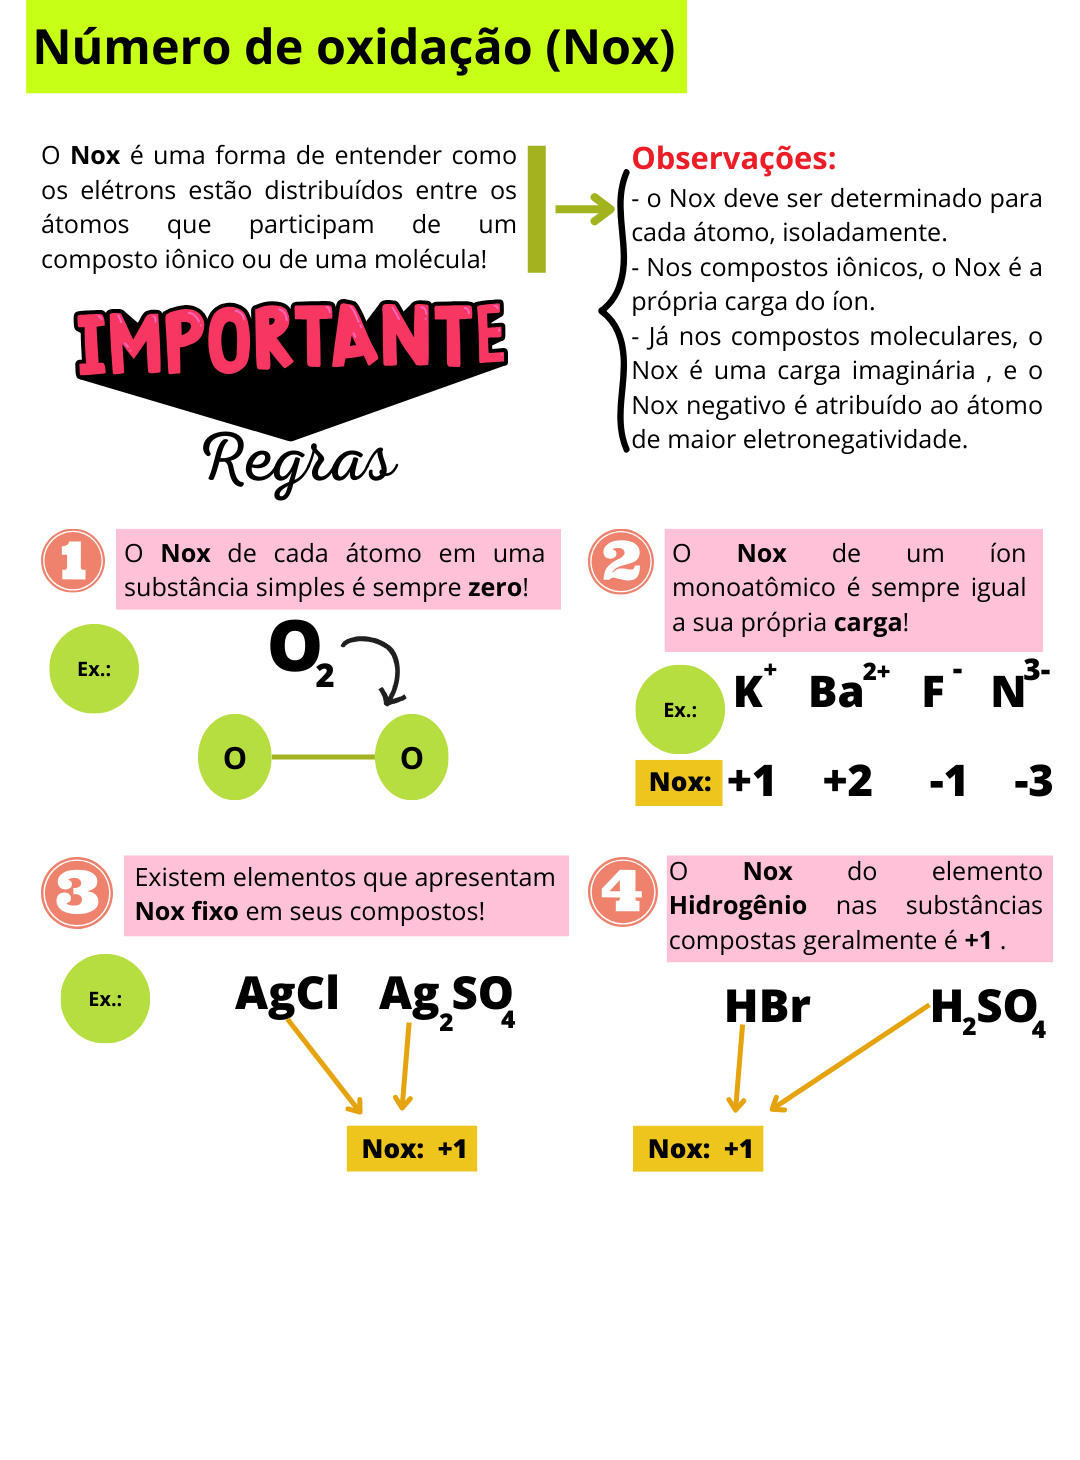 Número de oxidação (Nox)
O Nox é uma forma de entender como
os elétrons estão distribuídos entre os
átomos que participam de um
composto iônico ou de uma molécula!
Observações:
- o Nox deve ser determinado para
cada átomo, isoladamente.
- Nos compostos iônicos, o Nox é a
própria carga do íon.
- Já nos compostos moleculares, o
Nox é uma carga imaginária , e o
Nox negativo é atribuído ao átomo
de maior eletronegatividade.
IMPORTANTE
Regras
1
O Nox de cada átomo em uma
substância simples é sempre zero!
Ex.:
O₂
O O
2
O Nox de um íon
monoatômico é sempre igual
a sua própria carga!
Ex.:
K⁺ Ba²⁺ F⁻ N³⁻
Nox: +1 +2 -1 -3
3
Existem elementos que apresentam
Nox fixo em seus compostos!
Ex.:
AgCl Ag₂SO₄
Nox: +1
4
O Nox do elemento
Hidrogênio nas substâncias
compostas geralmente é +1 .
HBr H₂SO₄
Nox: +1